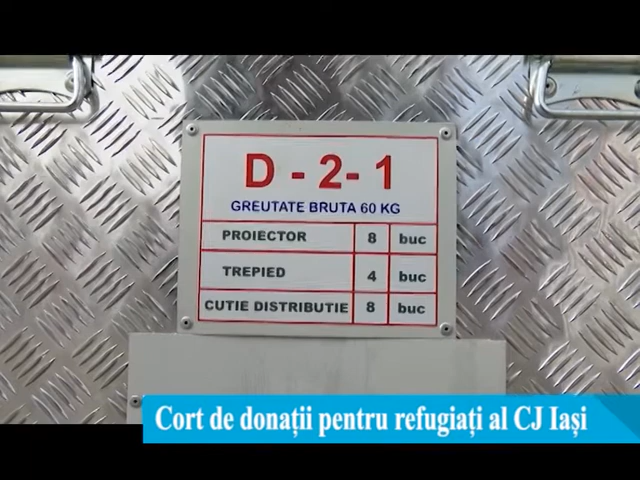 D - 2- 1
GREUTATE BRUTA 60 KG
PROIECTOR 8 buc
TREPIED 4 buc
CUTIE DISTRIBUTIE 8 buc
Cort de donații pentru refugiați al CJ Iași